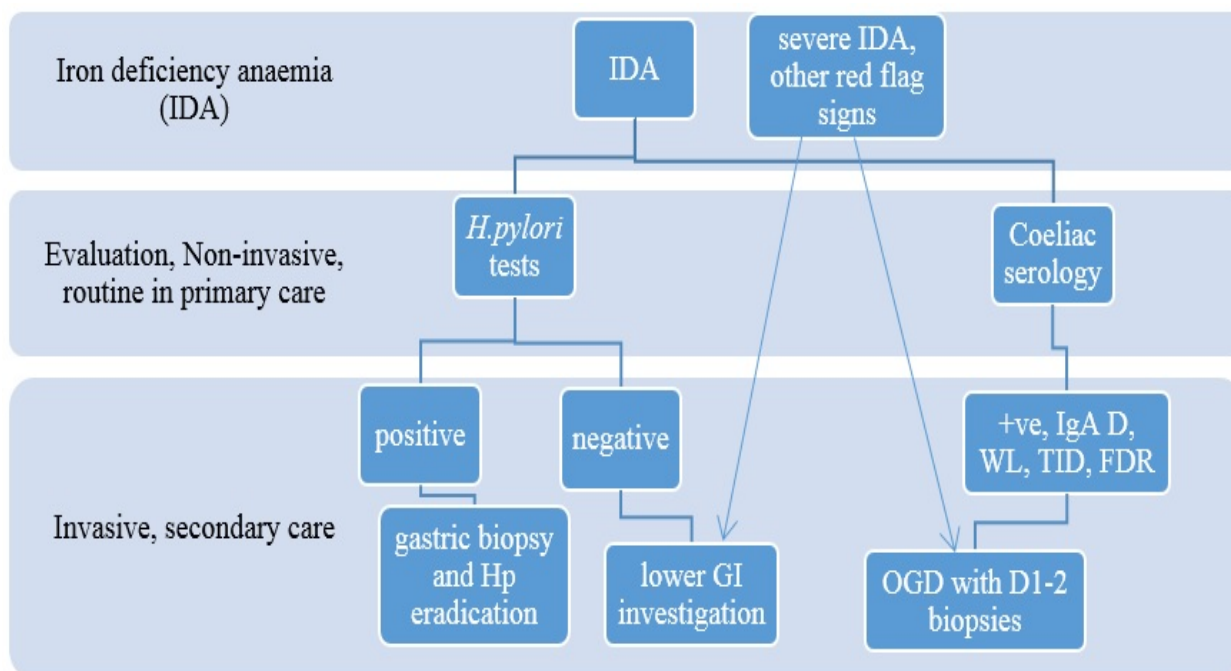 Iron deficiency anaemia
(IDA)
IDA
severe IDA,
other red flag
signs
Evaluation, Non-invasive,
routine in primary care
H.pylori
tests
Coeliac
serology
Invasive, secondary care
positive
negative
+ve, IgA D,
WL, TID, FDR
gastric biopsy
and Hp
eradication
lower GI
investigation
OGD with D1-2
biopsies